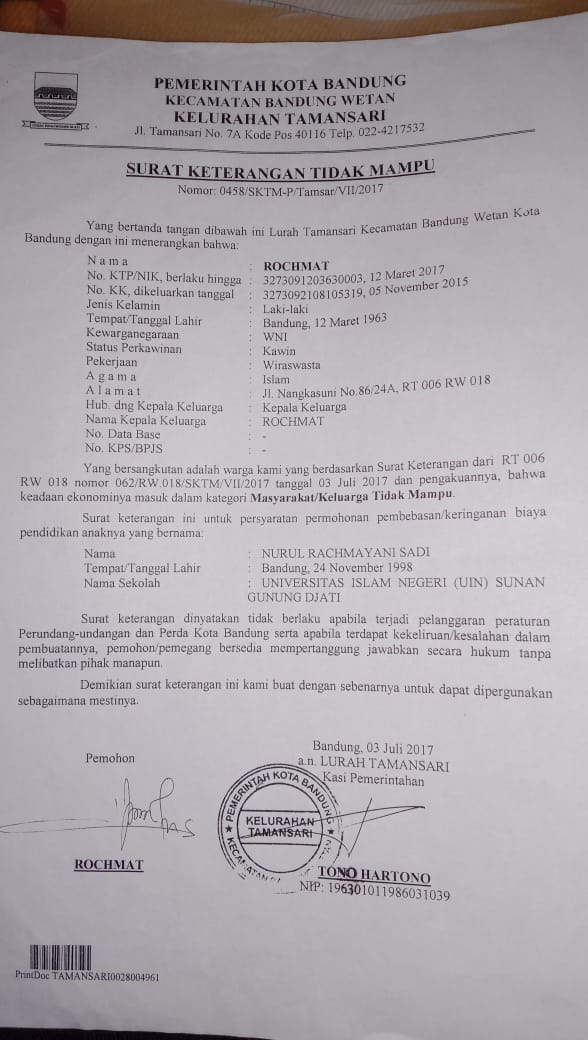 PEMERINTAH KOTA BANDUNG
KECAMATAN BANDUNG WETAN
KELURAHAN TAMANSARI
Jl. Tamansari No. 7A Kode Pos 40116 Telp. 022-4217532
SURAT KETERANGAN TIDAK MAMPU
Nomor: 0458/SKTM-P/Tamsar/VII/2017
Yang bertanda tangan dibawah ini Lurah Tamansari Kecamatan Bandung Wetan Kota
Bandung dengan ini menerangkan bahwa:
N a m a : ROCHMAT
No. KTP/NIK, berlaku hingga : 3273091203630003, 12 Maret 2017
No. KK, dikeluarkan tanggal : 3273092108105319, 05 November 2015
Jenis Kelamin : Laki-laki
Tempat/Tanggal Lahir : Bandung, 12 Maret 1963
Kewarganegaraan : WNI
Status Perkawinan : Kawin
Pekerjaan : Wiraswasta
A g a m a : Islam
A l a m a t : Jl. Nangkasuni No.86/24A, RT 006 RW 018
Hub. dng Kepala Keluarga : Kepala Keluarga
Nama Kepala Keluarga : ROCHMAT
No. Data Base : -
No. KPS/BPJS : -
Yang bersangkutan adalah warga kami yang berdasarkan Surat Keterangan dari RT 006
RW 018 nomor 062/RW.018/SKTM/VII/2017 tanggal 03 Juli 2017 dan pengakuannya, bahwa
keadaan ekonominya masuk dalam kategori Masyarakat/Keluarga Tidak Mampu.
Surat keterangan ini untuk persyaratan permohonan pembebasan/keringanan biaya
pendidikan anaknya yang bernama:
Nama : NURUL RACHMAYANI SADI
Tempat/Tanggal Lahir : Bandung, 24 November 1998
Nama Sekolah : UNIVERSITAS ISLAM NEGERI (UIN) SUNAN
GUNUNG DJATI
Surat keterangan dinyatakan tidak berlaku apabila terjadi pelanggaran peraturan
Perundang-undangan dan Perda Kota Bandung serta apabila terdapat kekeliruan/kesalahan dalam
pembuatannya, pemohon/pemegang bersedia mempertanggung jawabkan secara hukum tanpa
melibatkan pihak manapun.
Demikian surat keterangan ini kami buat dengan sebenarnya untuk dapat dipergunakan
sebagaimana mestinya.
Bandung, 03 Juli 2017
Pemohon
a.n. LURAH TAMANSARI
Kasi Pemerintahan
PEMERINTAH KOTA BANDUNG
KELURAHAN
TAMANSARI
ROCHMAT
TONO HARTONO
NIP: 196301011986031039
PrintDoc TAMANSARI0028004961